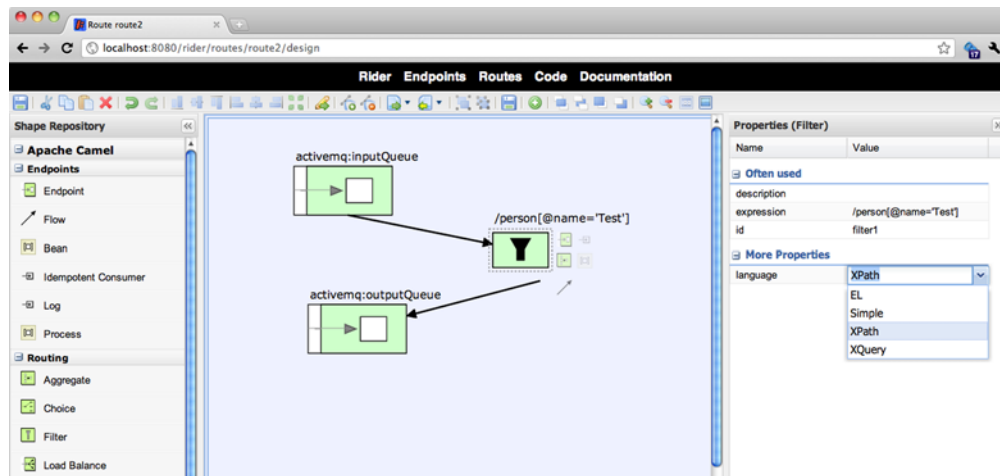 Route route2
localhost:8080/rider/routes/route2/design
17
Rider Endpoints Routes Code Documentation
Shape Repository
Apache Camel
Endpoints
Endpoint
Flow
Bean
Idempotent Consumer
Log
Process
Routing
Aggregate
Choice
Filter
Load Balance
activemq:inputQueue
/person[@name='Test']
activemq:outputQueue
Properties (Filter)
Name Value
Often used
description
expression /person[@name='Test']
id filter1
More Properties
language XPath
EL
Simple
XPath
XQuery